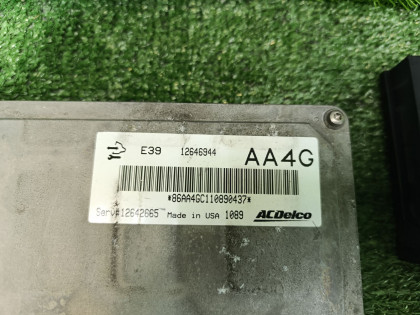 E39 12646944 AA4G
*86AA4GC110890437*
Serv#12642865 Made in USA 1089 ACDelco